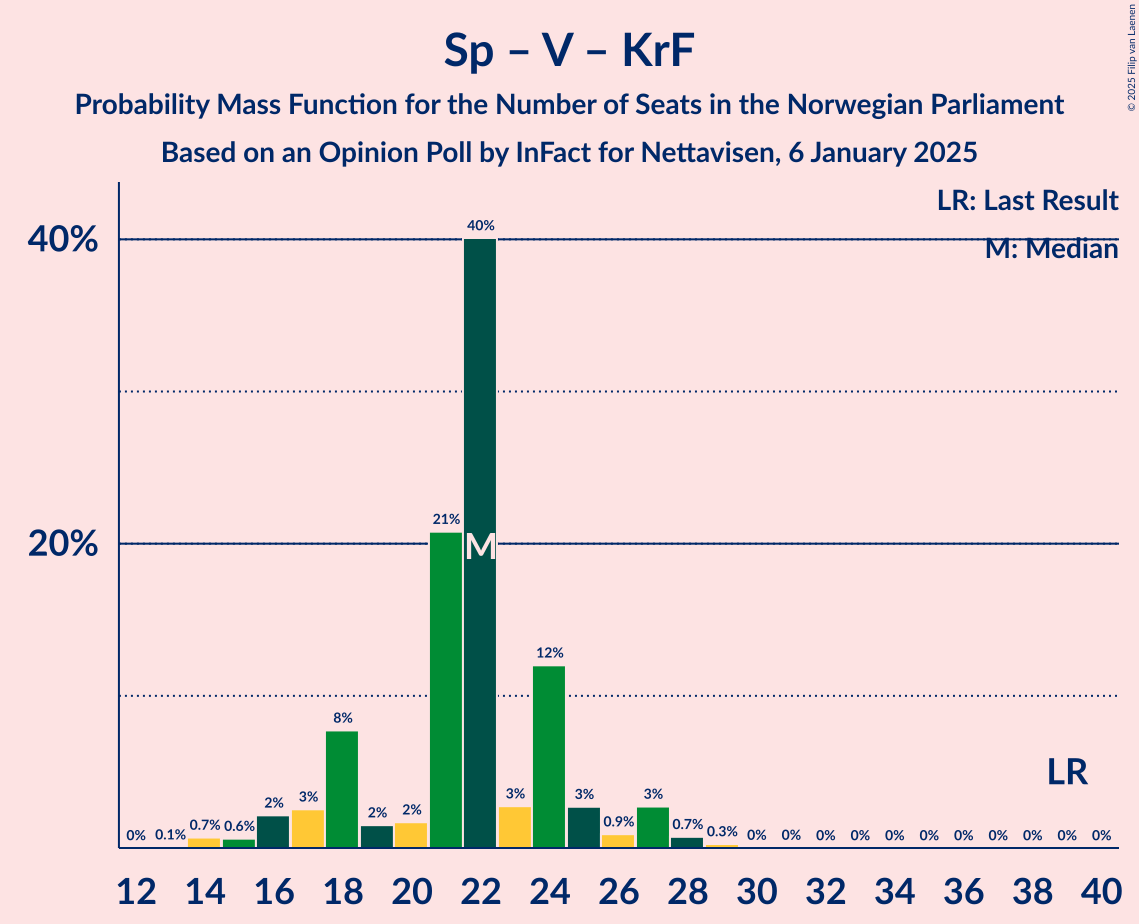 Sp – V – KrF
Probability Mass Function for the Number of Seats in the Norwegian Parliament
Based on an Opinion Poll by InFact for Nettavisen, 6 January 2025
© 2025 Filip van Laenen
LR: Last Result
M: Median
40%
20%
0% 0.1% 0.7% 0.6% 2% 3% 8% 2% 2% 21% 40% 3% 12% 3% 0.9% 3% 0.7% 0.3% 0% 0% 0% 0% 0% 0% 0% 0% 0% 0% 0%
M
LR
12 14 16 18 20 22 24 26 28 30 32 34 36 38 40